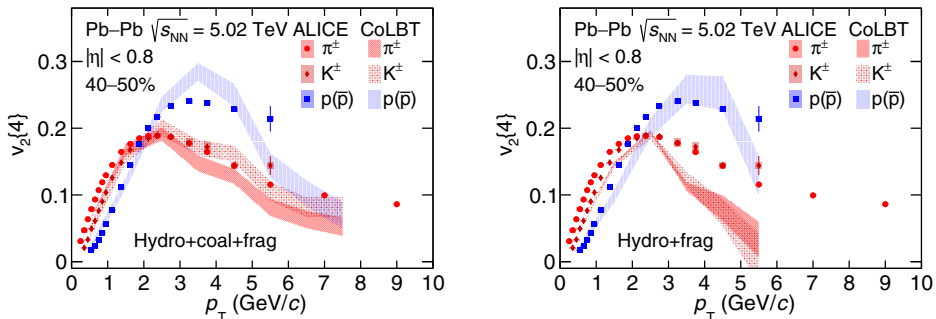 Pb–Pb √sNN = 5.02 TeV ALICE CoLBT
|η| < 0.8 π± π±
40–50% K± K±
p(p̅) p(p̅)
v2{4}
0.3
0.2
0.1
0
Hydro+coal+frag
0 1 2 3 4 5 6 7 8 9 10
pT (GeV/c)
Pb–Pb √sNN = 5.02 TeV ALICE CoLBT
|η| < 0.8 π± π±
40–50% K± K±
p(p̅) p(p̅)
v2{4}
0.3
0.2
0.1
0
Hydro+frag
0 1 2 3 4 5 6 7 8 9 10
pT (GeV/c)